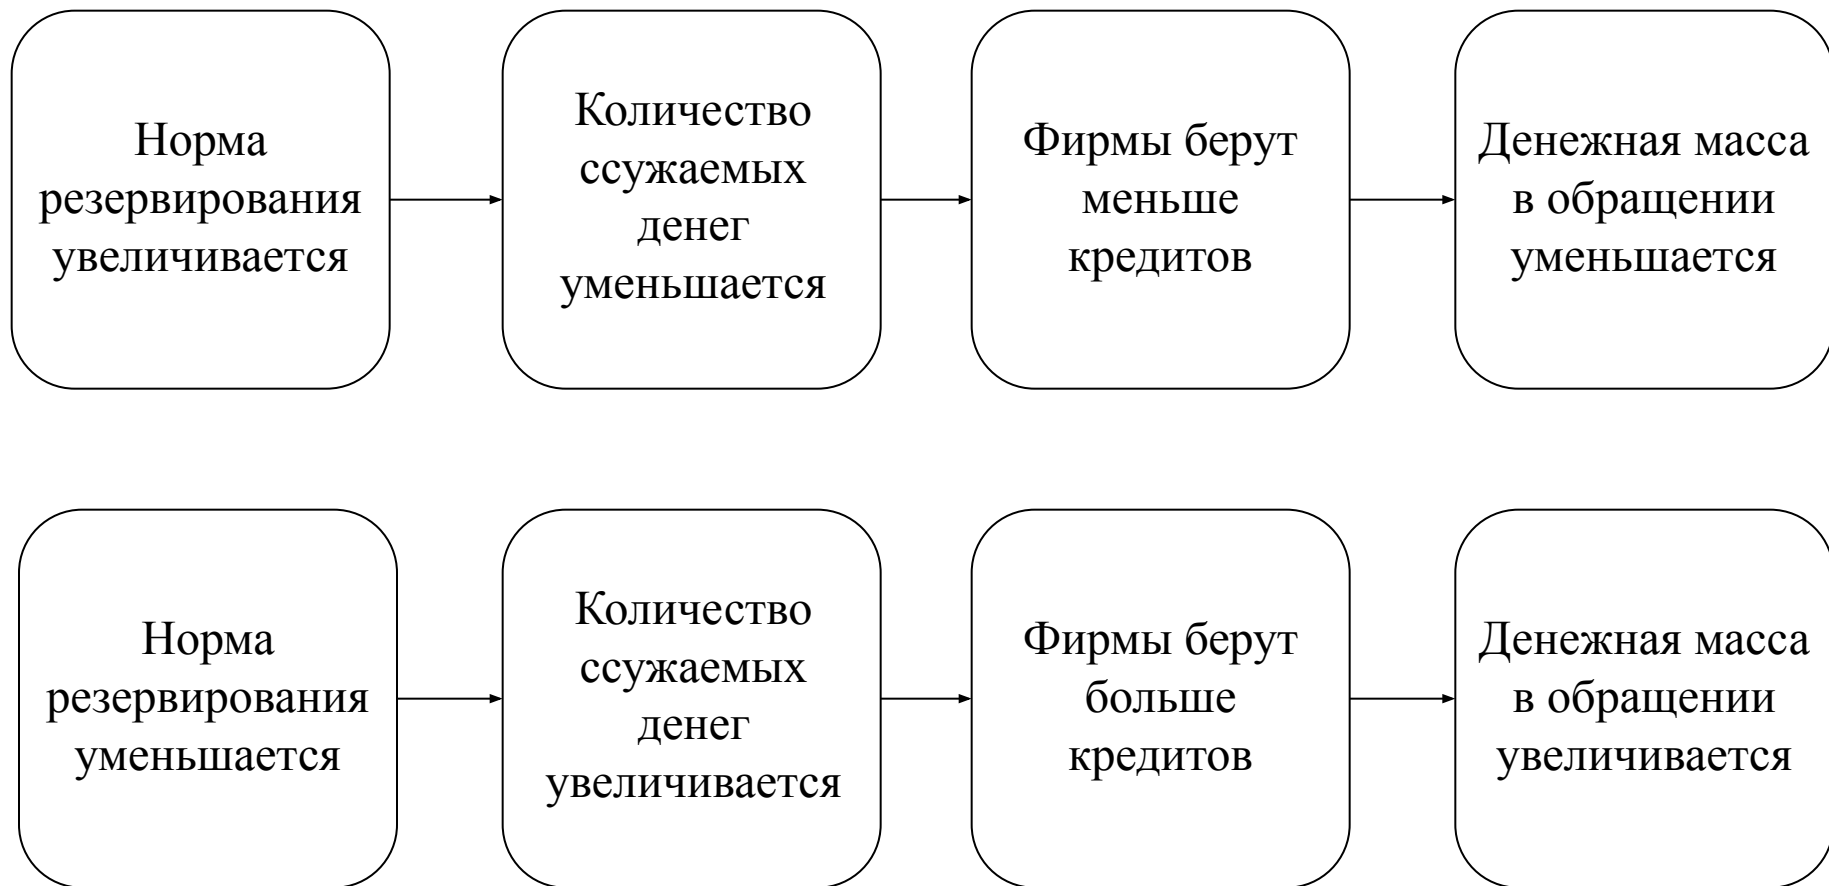 Норма
резервирования
увеличивается
Количество
ссужаемых
денег
уменьшается
Фирмы берут
меньше
кредитов
Денежная масса
в обращении
уменьшается
Норма
резервирования
уменьшается
Количество
ссужаемых
денег
увеличивается
Фирмы берут
больше
кредитов
Денежная масса
в обращении
увеличивается